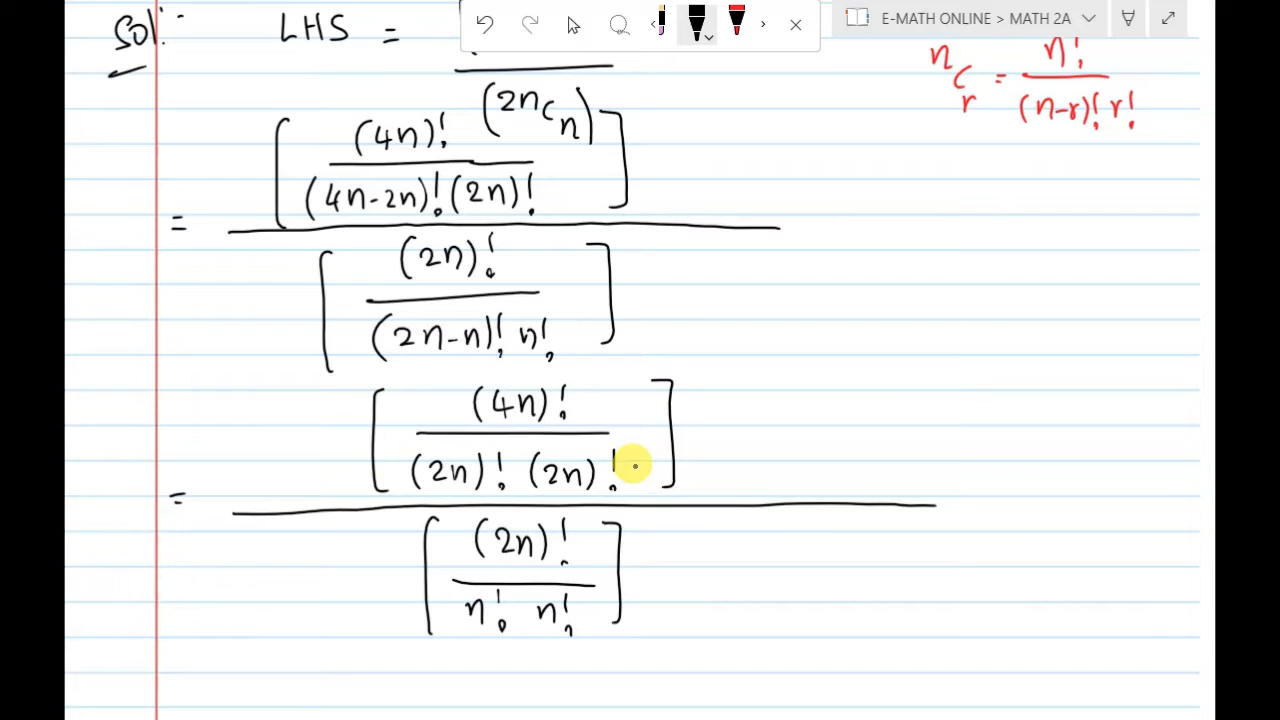 E-MATH ONLINE > MATH 2A
Sol:- LHS =
(2nCn)
nCr = n! / (n-r)! r!
= [ (4n)! / (4n-2n)! (2n)! ]
[ (2n)! / (2n-n)! n! ]
= [ (4n)! / (2n)! (2n)! ]
[ (2n)! / n! n! ]